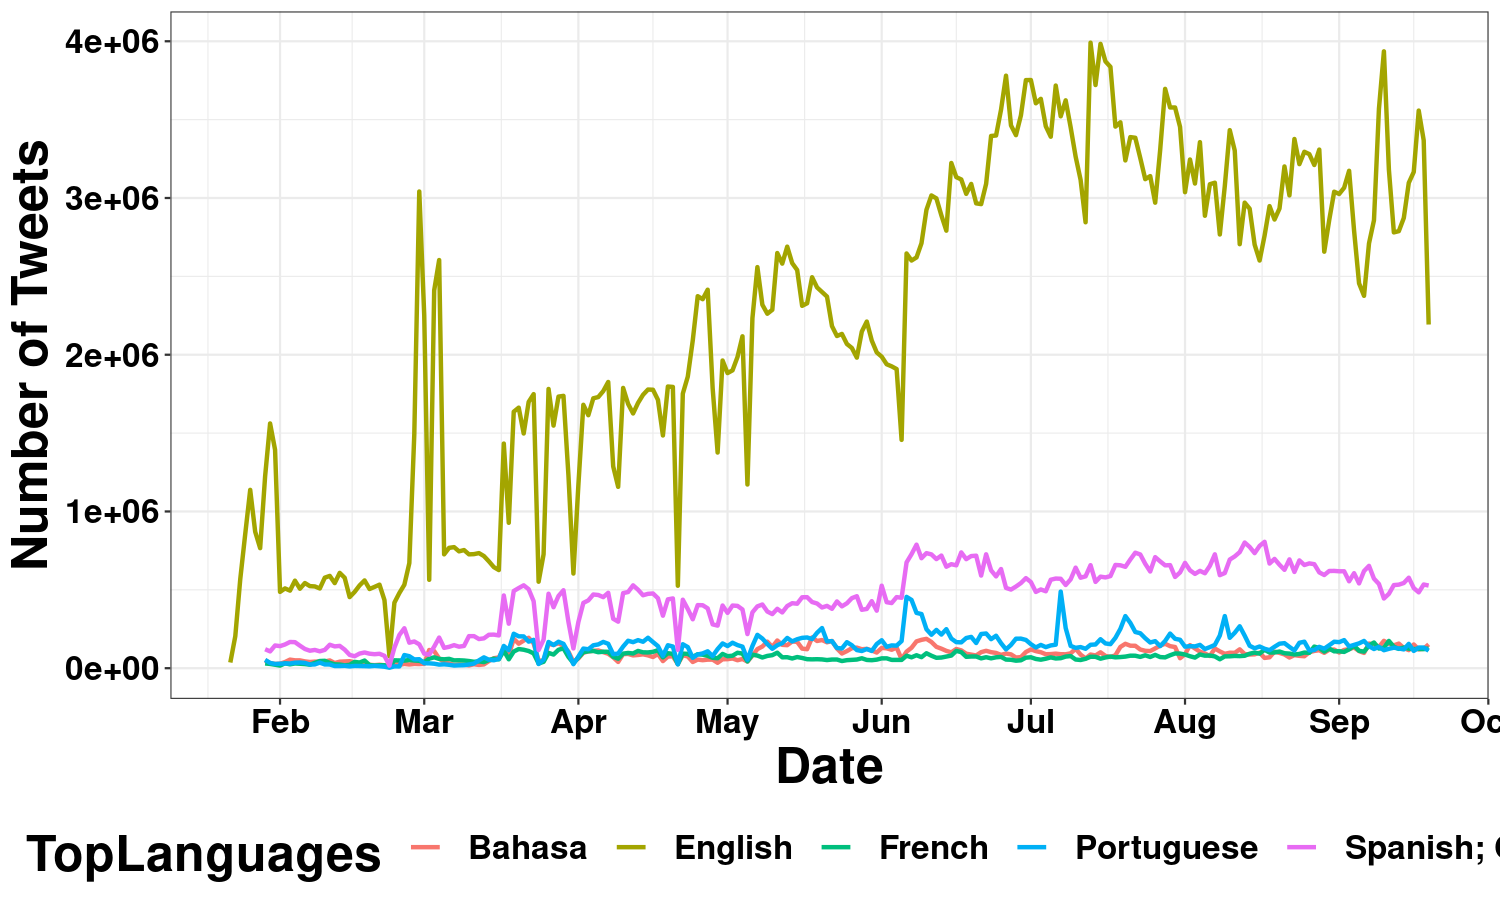 4e+06
3e+06
2e+06
1e+06
0e+00
Number of Tweets
Feb Mar Apr May Jun Jul Aug Sep Oc
Date
TopLanguages Bahasa English French Portuguese Spanish;